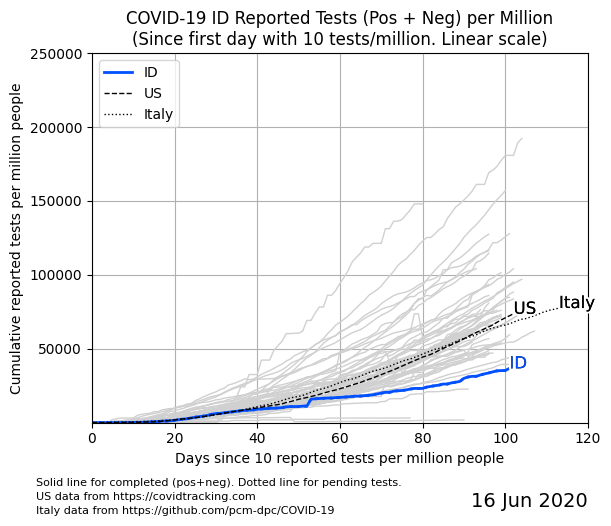 COVID-19 ID Reported Tests (Pos + Neg) per Million
(Since first day with 10 tests/million. Linear scale)
Cumulative reported tests per million people
250000
200000
150000
100000
50000
ID
US
Italy
US
Italy
ID
0
20
40
60
80
100
120
Days since 10 reported tests per million people
Solid line for completed (pos+neg). Dotted line for pending tests.
US data from https://covidtracking.com
Italy data from https://github.com/pcm-dpc/COVID-19
16 Jun 2020